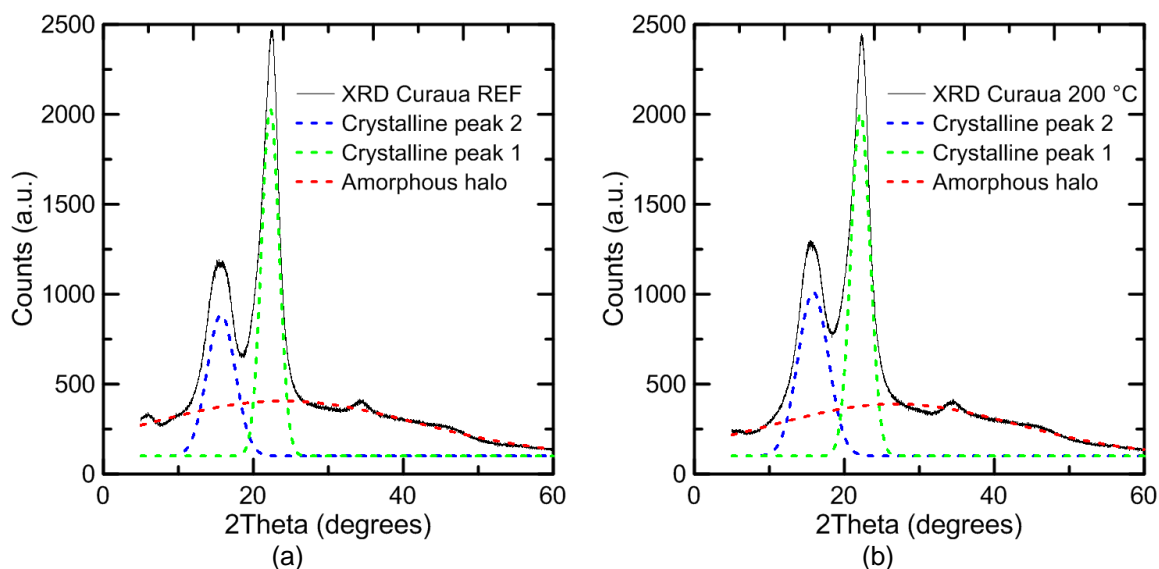 2500
2000
1500
1000
500
0
Counts (a.u.)
XRD Curaua REF
Crystalline peak 2
Crystalline peak 1
Amorphous halo
0 20 40 60
2Theta (degrees)
(a)
2500
2000
1500
1000
500
0
Counts (a.u.)
XRD Curaua 200 °C
Crystalline peak 2
Crystalline peak 1
Amorphous halo
0 20 40 60
2Theta (degrees)
(b)